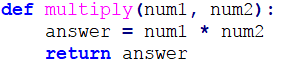 def multiply(num1, num2):
    answer = num1 * num2
    return answer